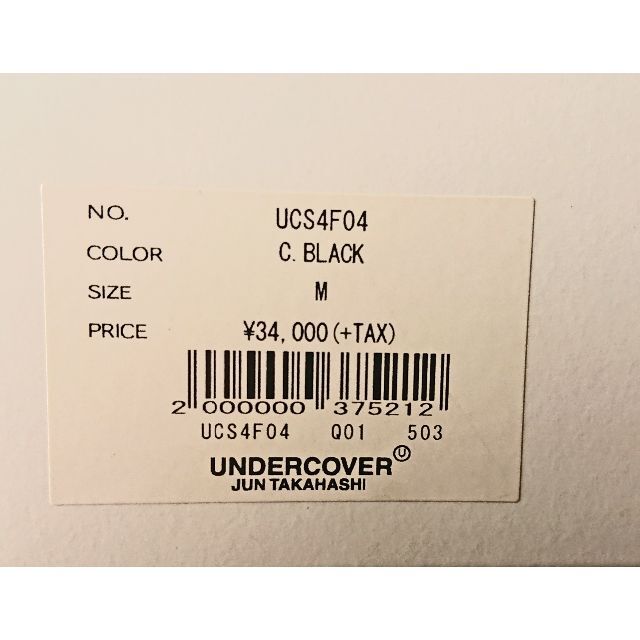 NO. UCS4F04
COLOR C.BLACK
SIZE M
PRICE ¥34,000(+TAX)
2 000000 375212
UCS4F04 Q01 503
UNDERCOVER U
JUN TAKAHASHI